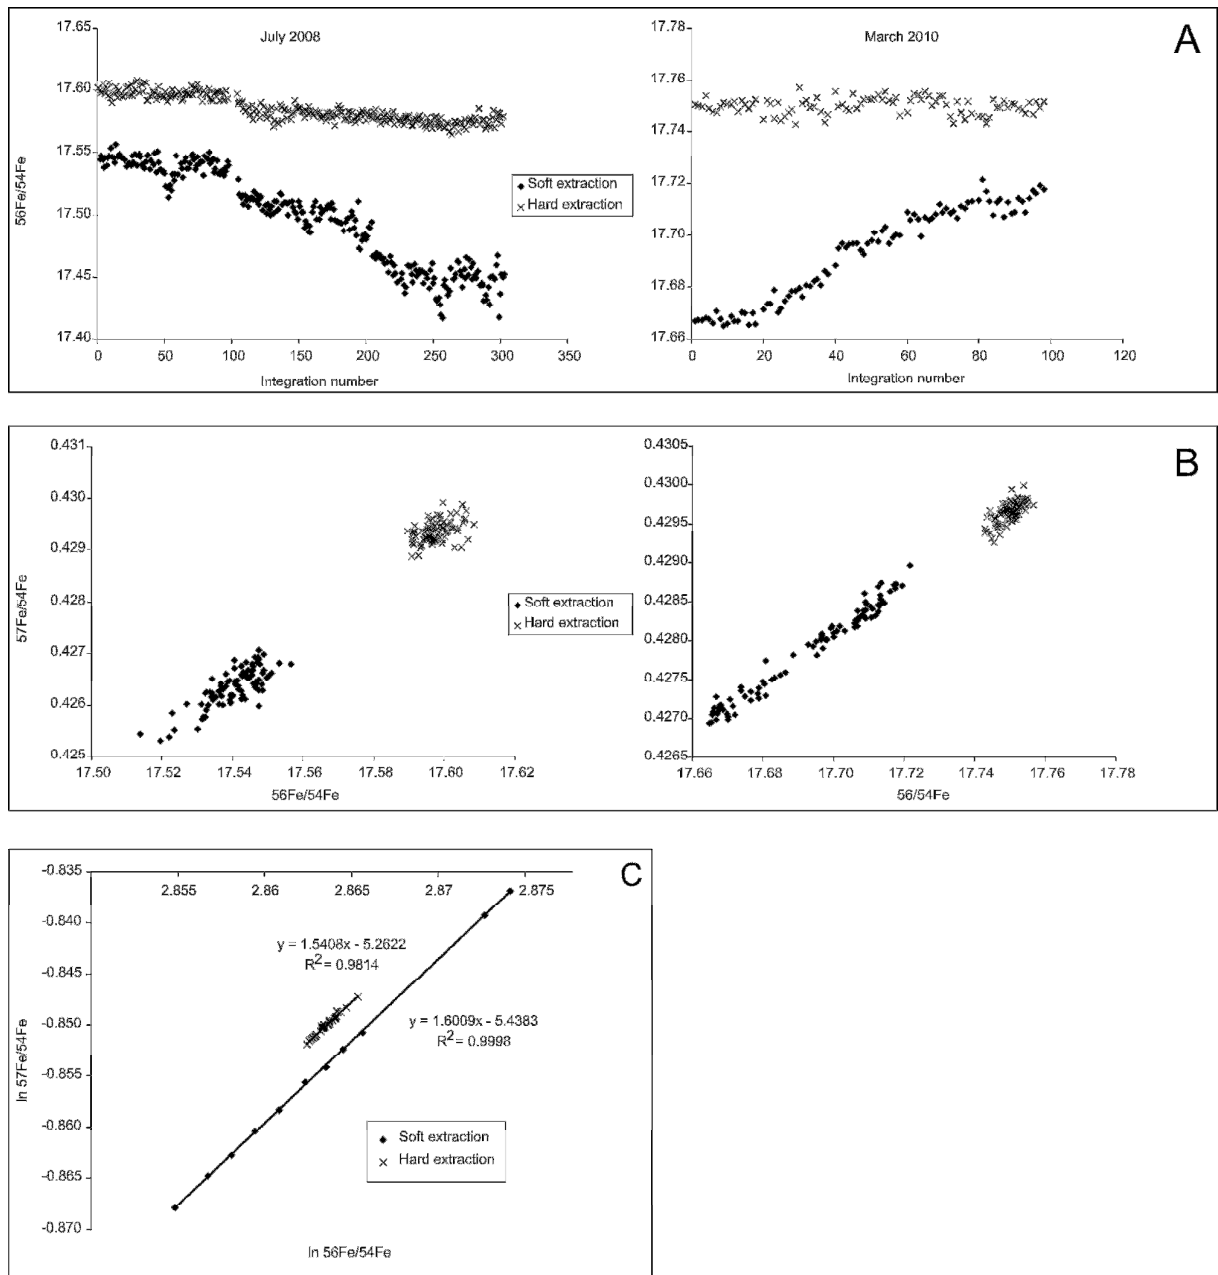 A
July 2008
56Fe/54Fe
17.65
17.60
17.55
17.50
17.45
17.40
0 50 100 150 200 250 300 350
Integration number
Soft extraction
Hard extraction
March 2010
17.78
17.76
17.74
17.72
17.70
17.68
17.66
0 20 40 60 80 100 120
Integration number
B
57Fe/54Fe
0.431
0.430
0.429
0.428
0.427
0.426
0.425
17.50 17.52 17.54 17.56 17.58 17.60 17.62
56Fe/54Fe
Soft extraction
Hard extraction
0.4305
0.4300
0.4295
0.4290
0.4285
0.4280
0.4275
0.4270
0.4265
17.66 17.68 17.70 17.72 17.74 17.76 17.78
56/54Fe
C
ln 57Fe/54Fe
-0.835
-0.840
-0.845
-0.850
-0.855
-0.860
-0.865
-0.870
2.855 2.86 2.865 2.87 2.875
y = 1.5408x - 5.2622
R2 = 0.9814
y = 1.6009x - 5.4383
R2 = 0.9998
Soft extraction
Hard extraction
ln 56Fe/54Fe